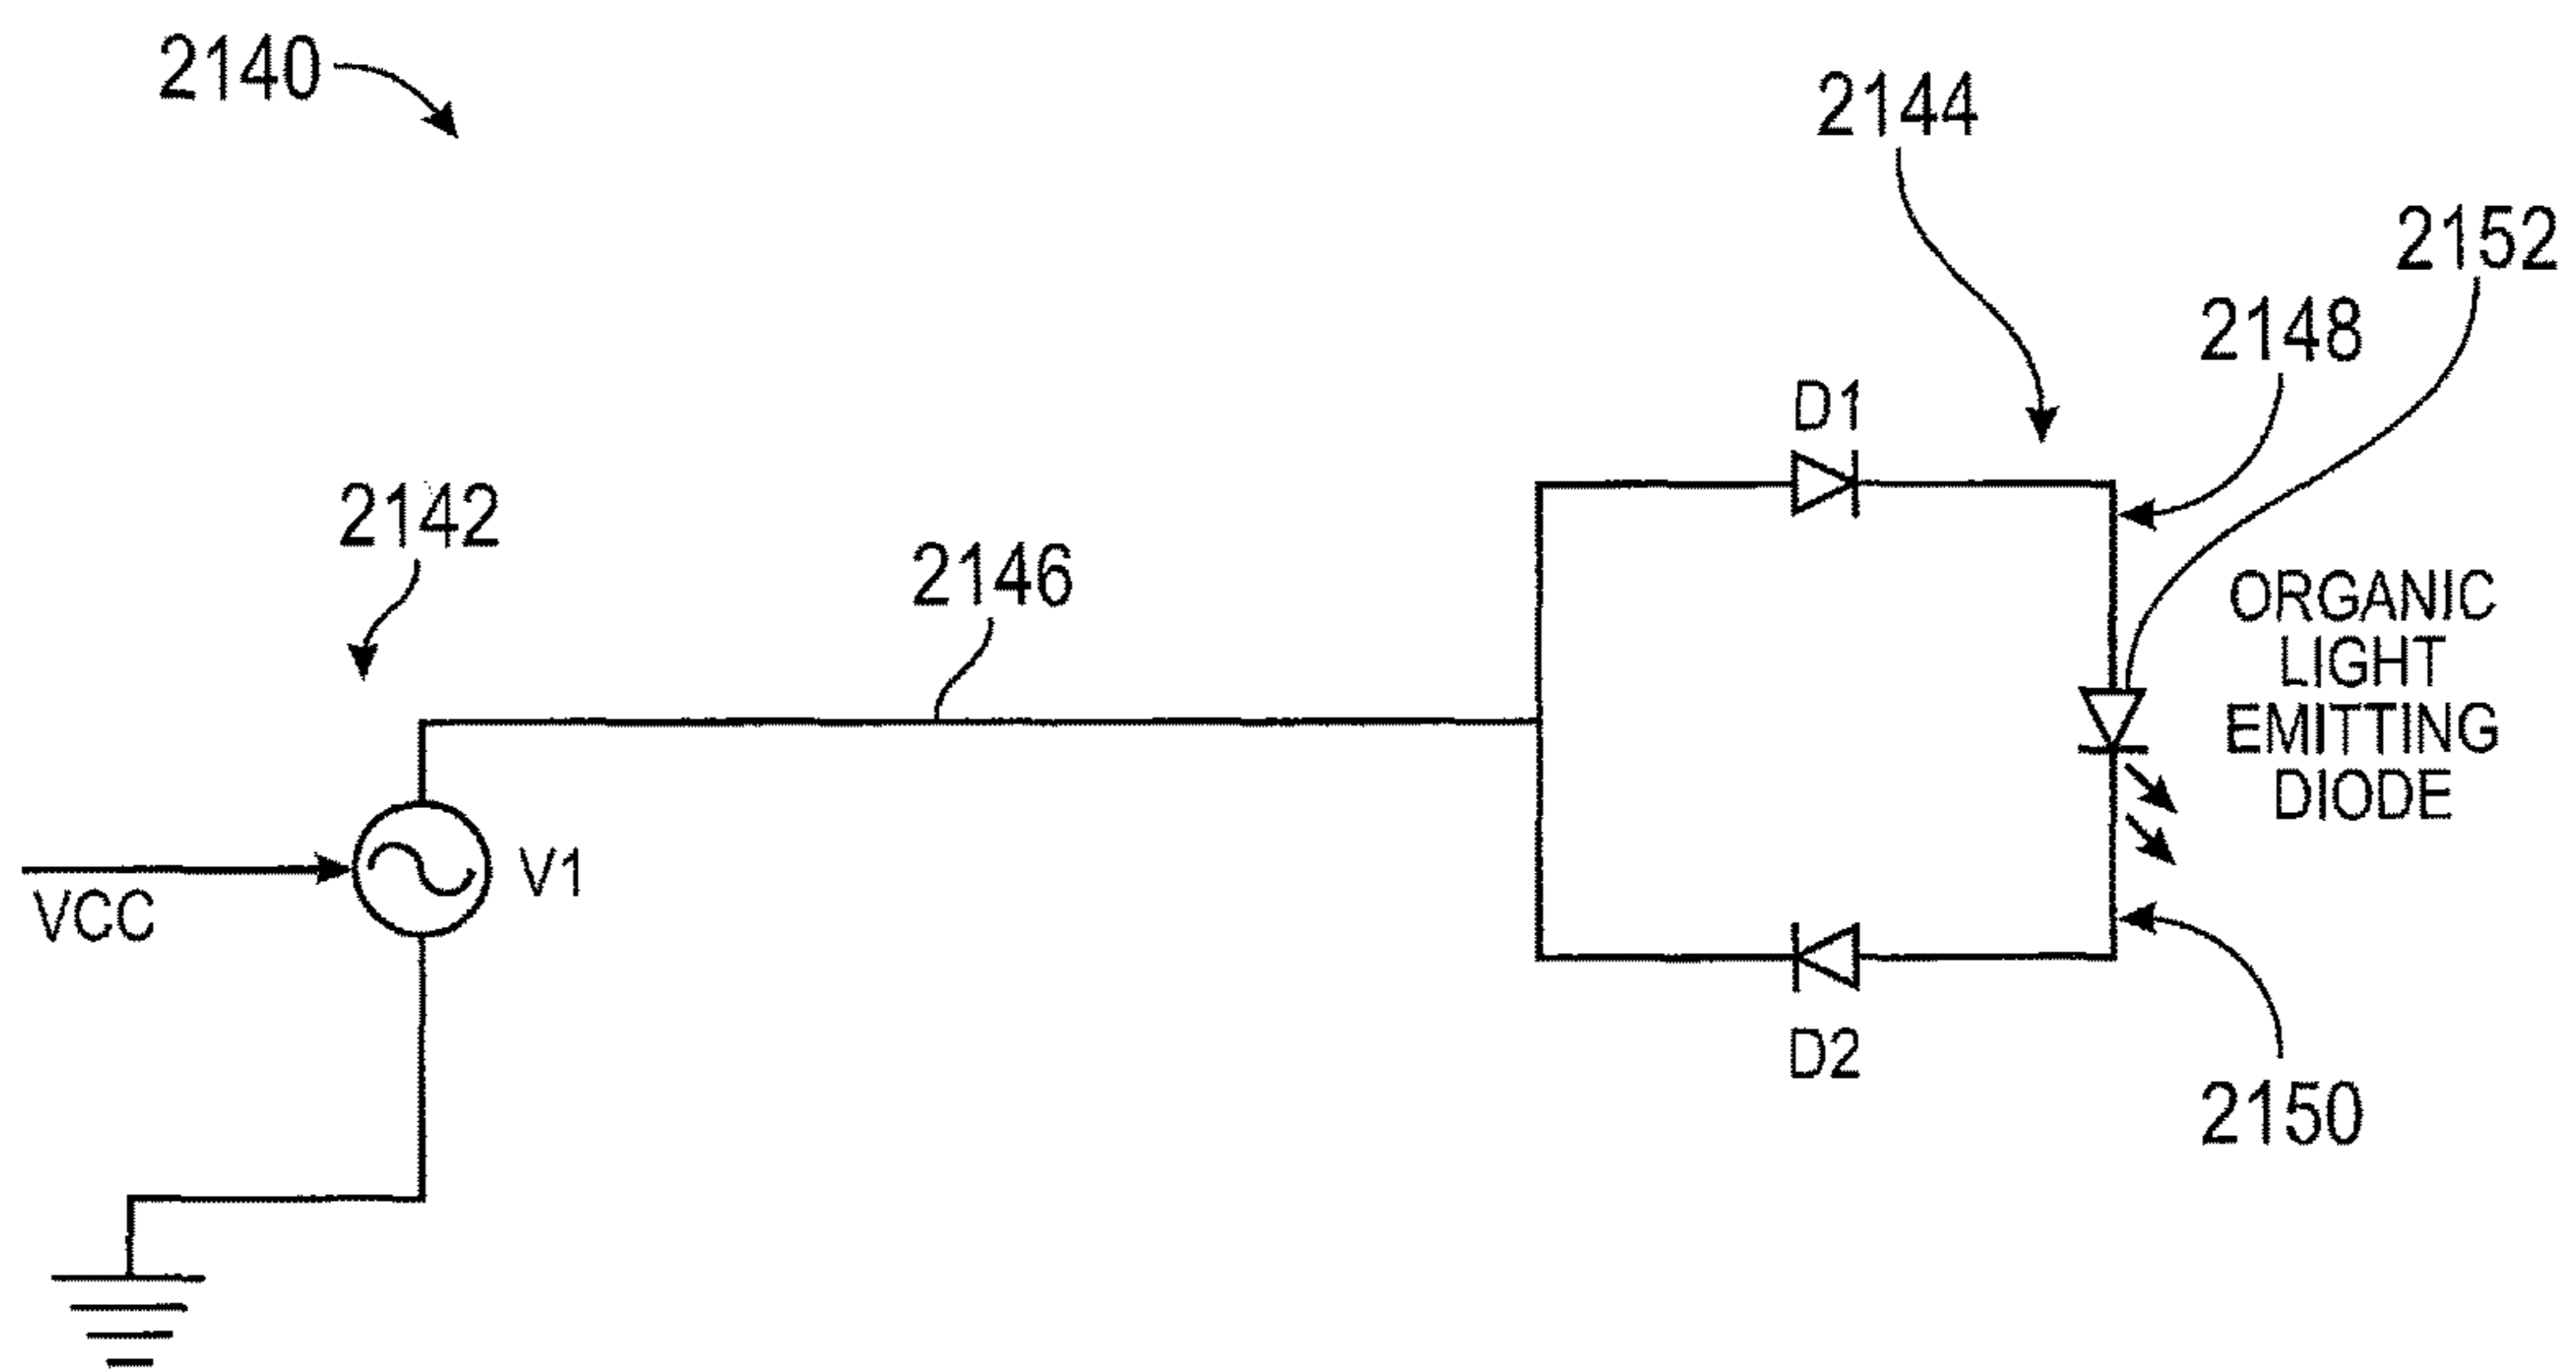 2140
2144
2152
2148
D1
2142
2146
ORGANIC
LIGHT
EMITTING
DIODE
V1
VCC
D2
2150